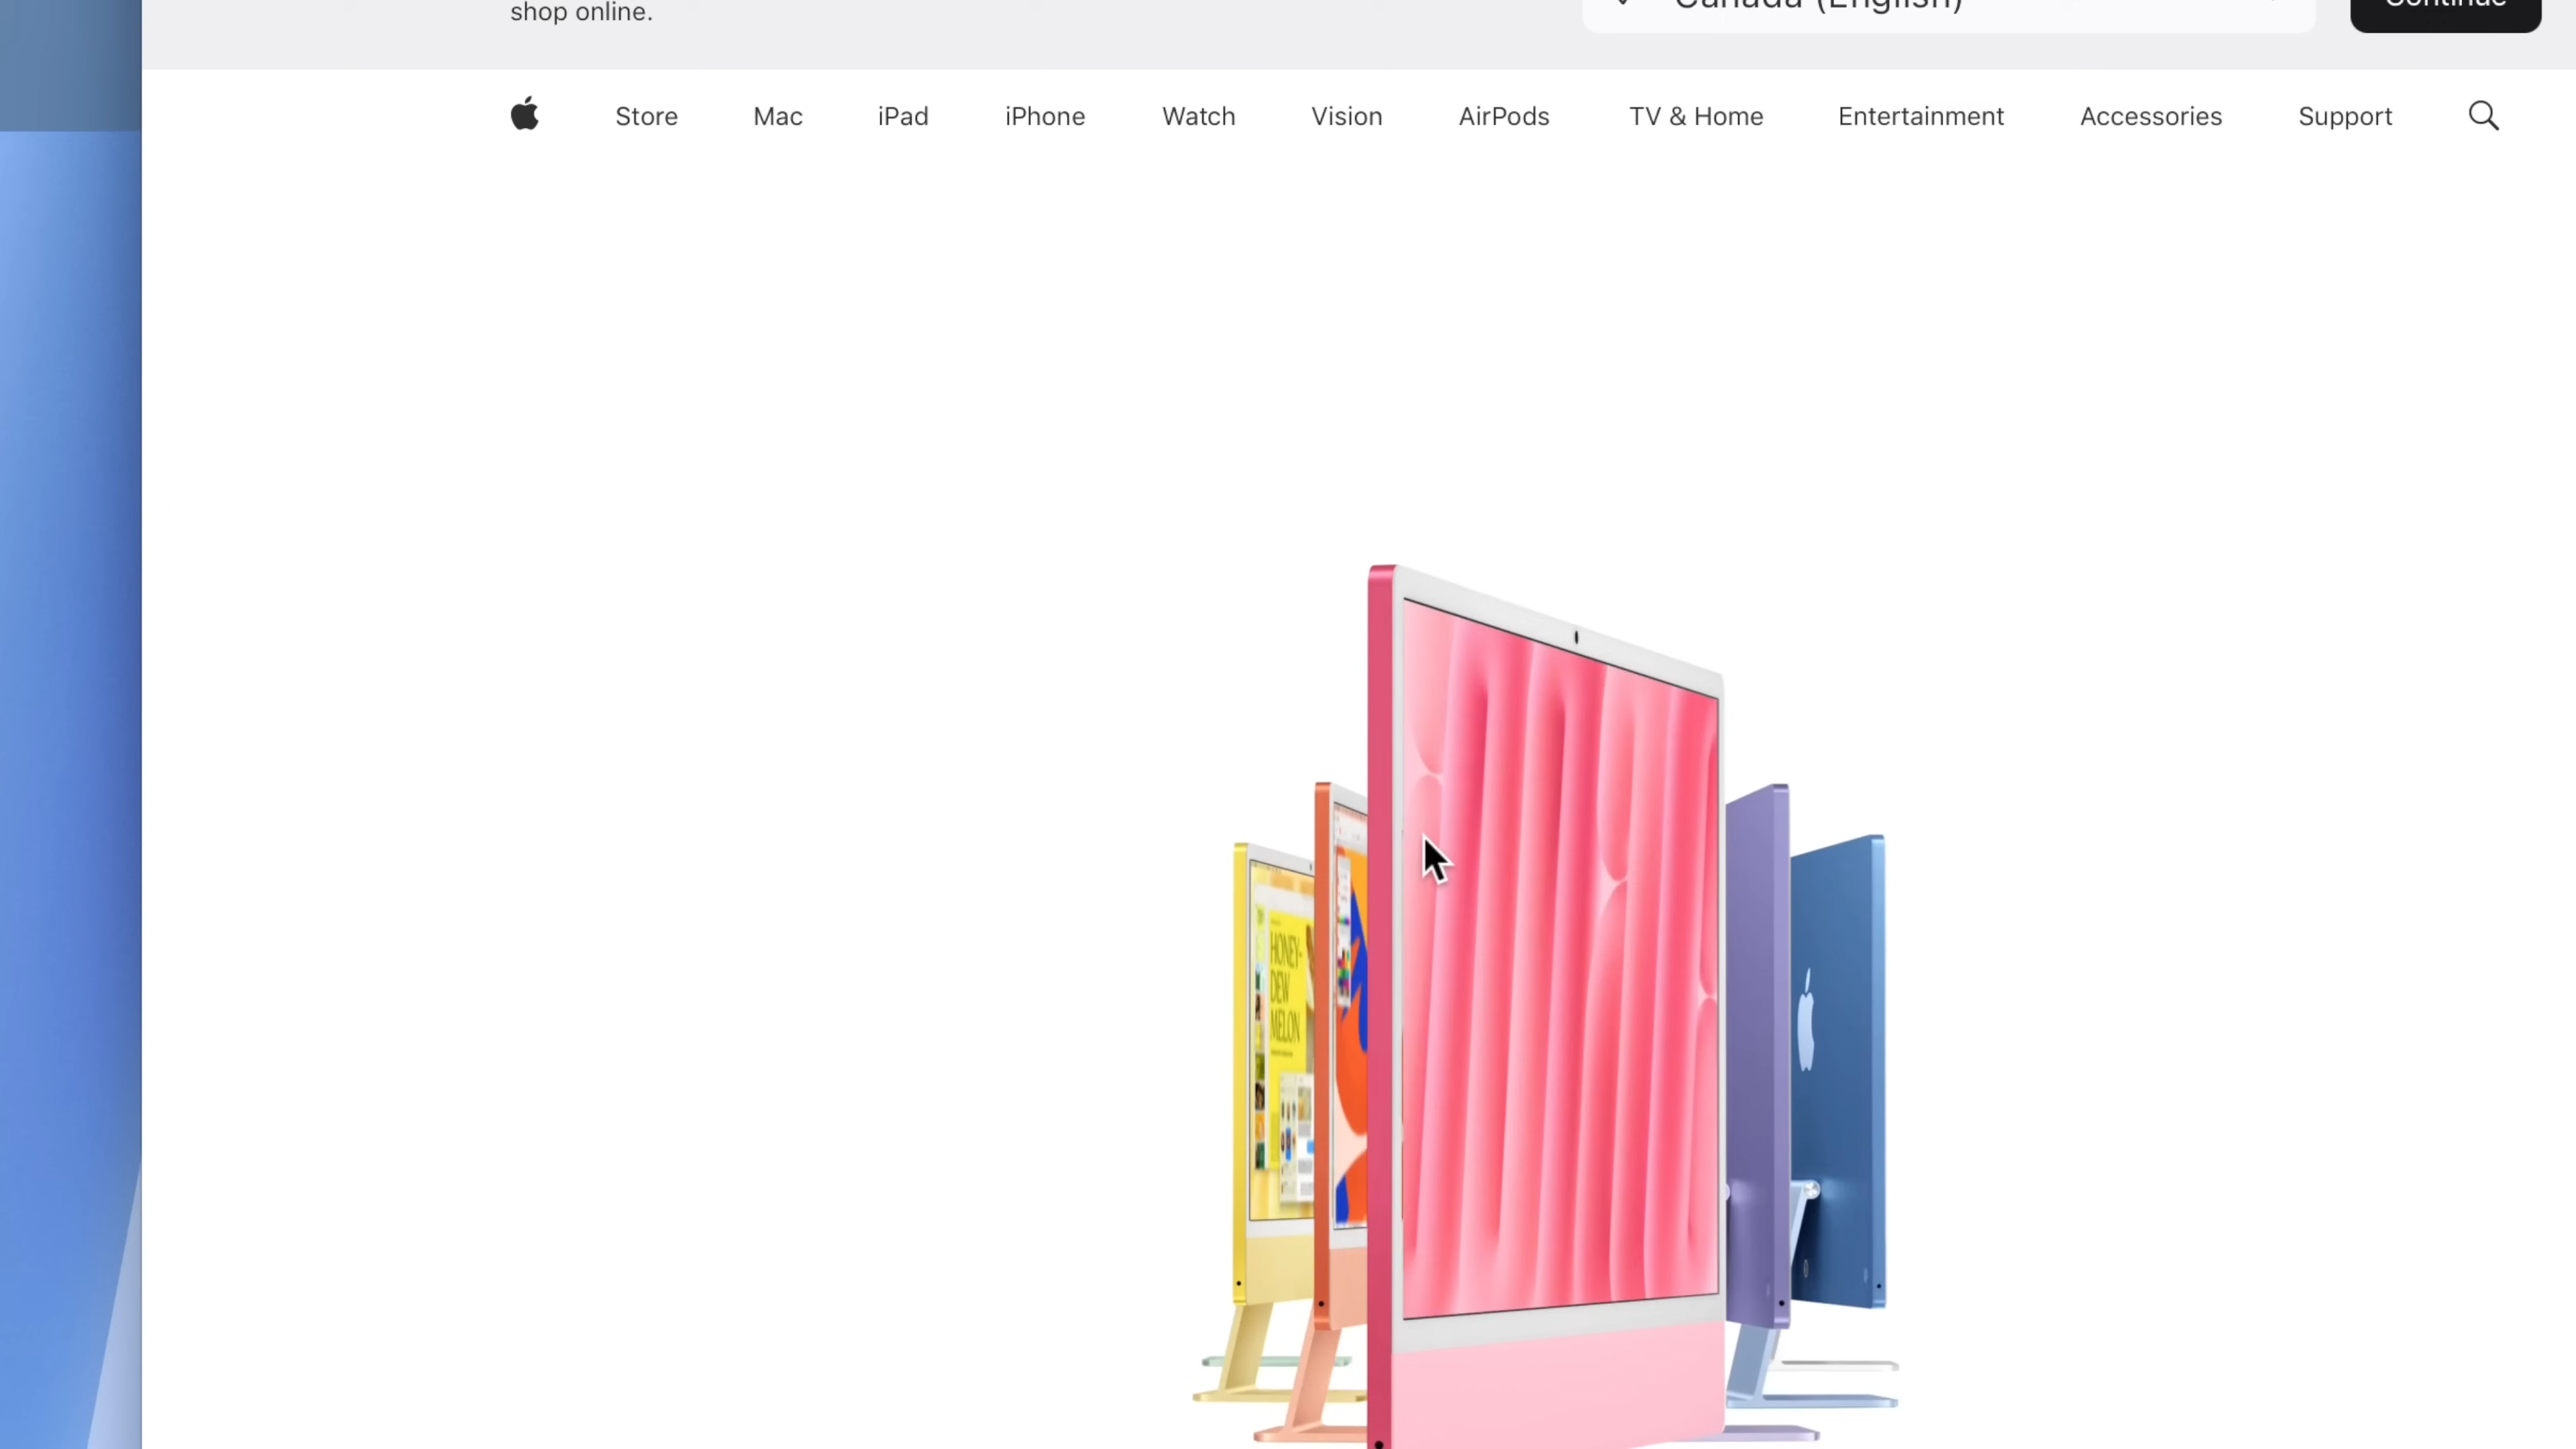 shop online.
Canada (English)
Continue
Store Mac iPad iPhone Watch Vision AirPods TV & Home Entertainment Accessories Support
HONEY-
DEW
MELON